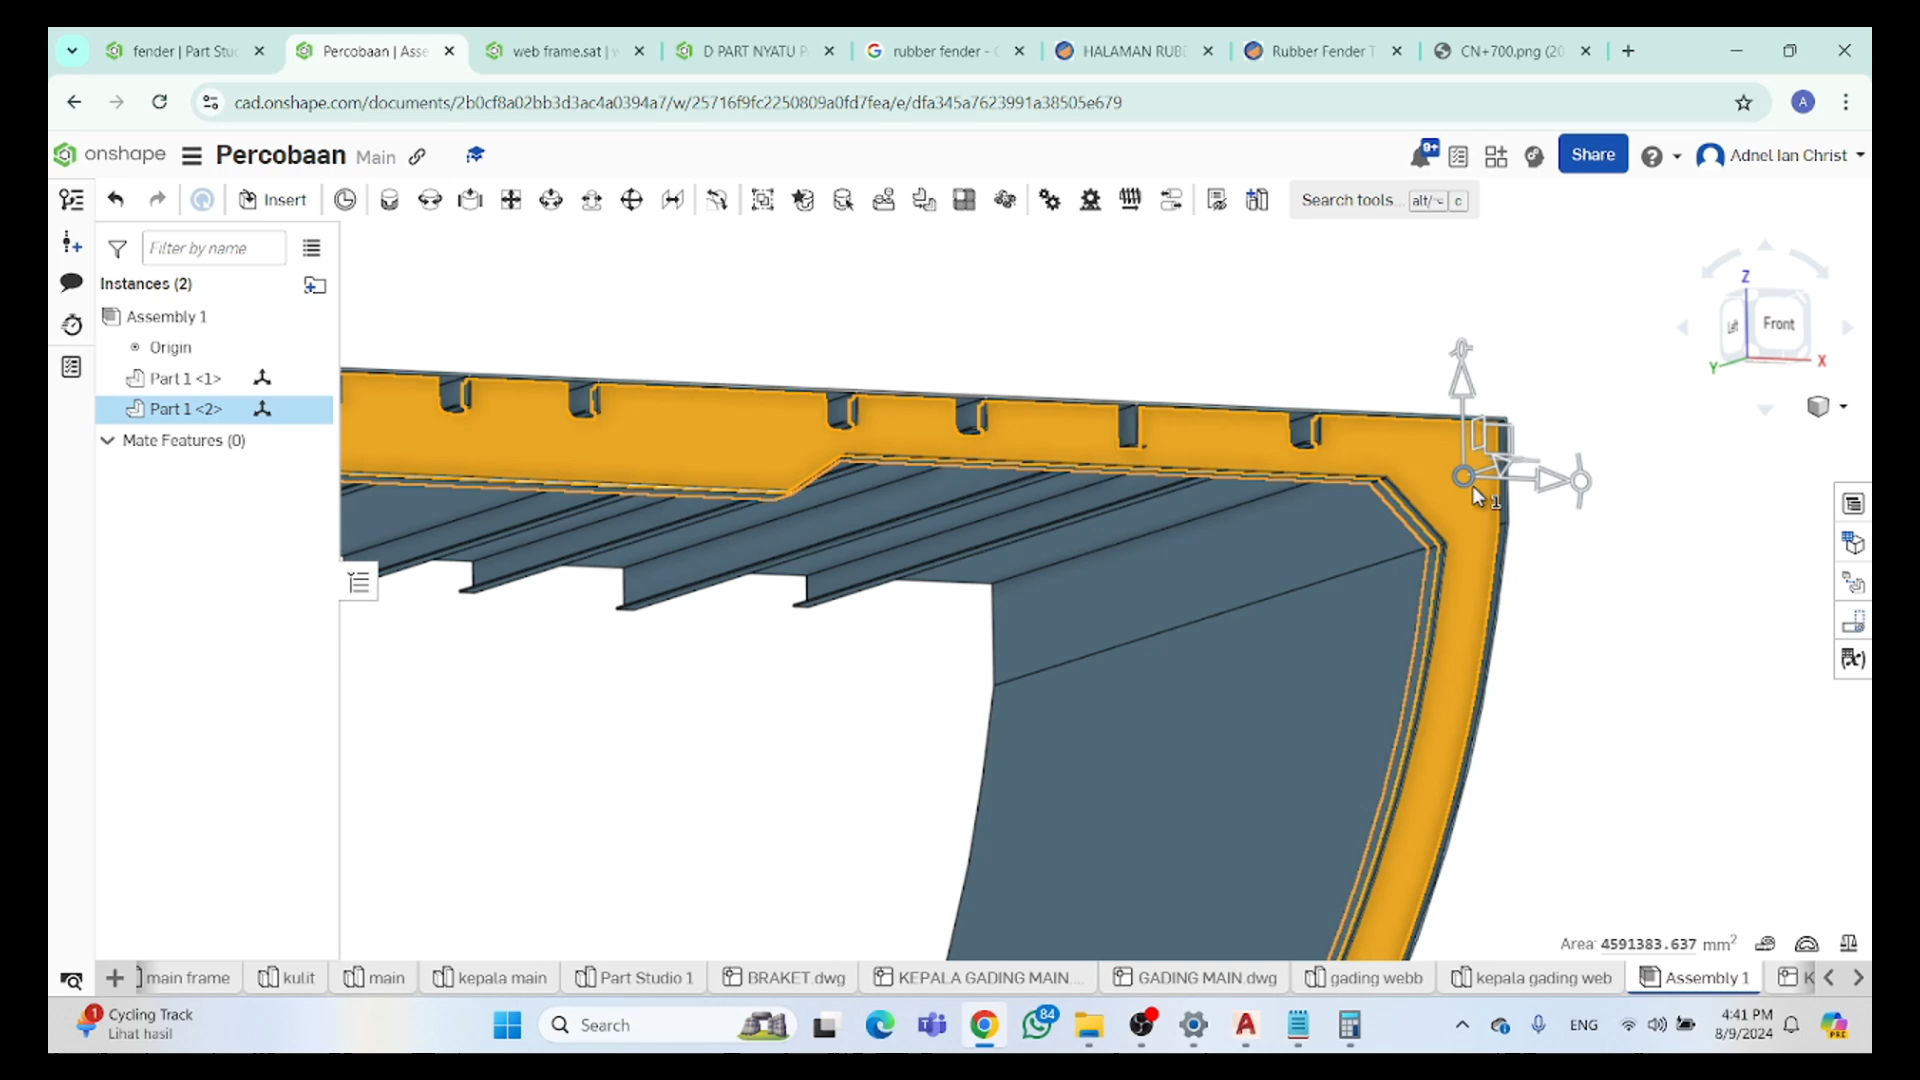 fender | Part Stu
Percobaan | Asse
web frame.sat |
D PART NYATU P
rubber fender -
HALAMAN RUBB
Rubber Fender T
CN+700.png (20
cad.onshape.com/documents/2b0cf8a02bb3d3ac4a0394a7/w/25716f9fc2250809a0fd7fea/e/dfa345a7623991a38505e679
A
onshape
Percobaan Main
9+
Share
Adnel Ian Christ
Insert
Search tools... alt/⌥ c
Filter by name
Instances (2)
Assembly 1
Origin
Part 1 <1>
Part 1 <2>
Mate Features (0)
Z
Left
Front
Y
X
1
Area: 4591383.637 mm²
main frame
kulit
main
kepala main
Part Studio 1
BRAKET dwg
KEPALA GADING MAIN....
GADING MAIN.dwg
gading webb
kepala gading web
Assembly 1
K
1
Cycling Track
Lihat hasil
Search
84
ENG
4:41 PM
8/9/2024
PRE